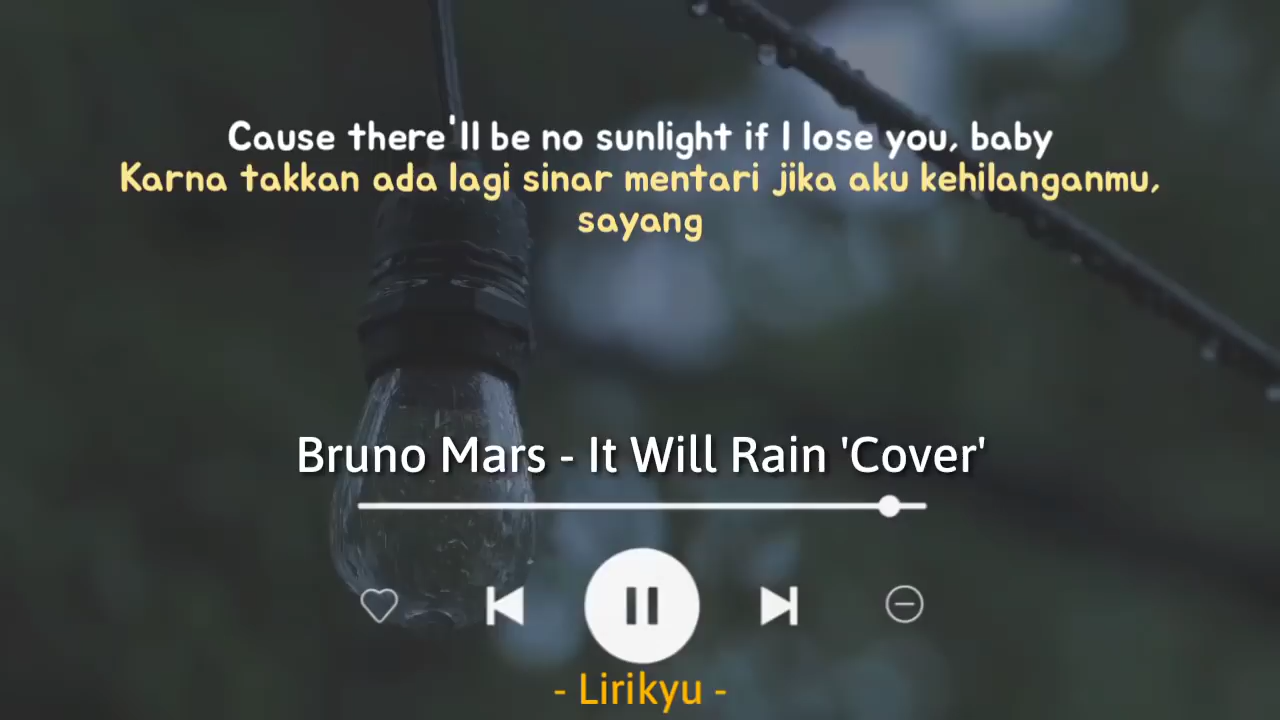 Cause there'll be no sunlight if I lose you, baby
Karna takkan ada lagi sinar mentari jika aku kehilanganmu,
sayang
Bruno Mars - It Will Rain 'Cover'
- Lirikyu -